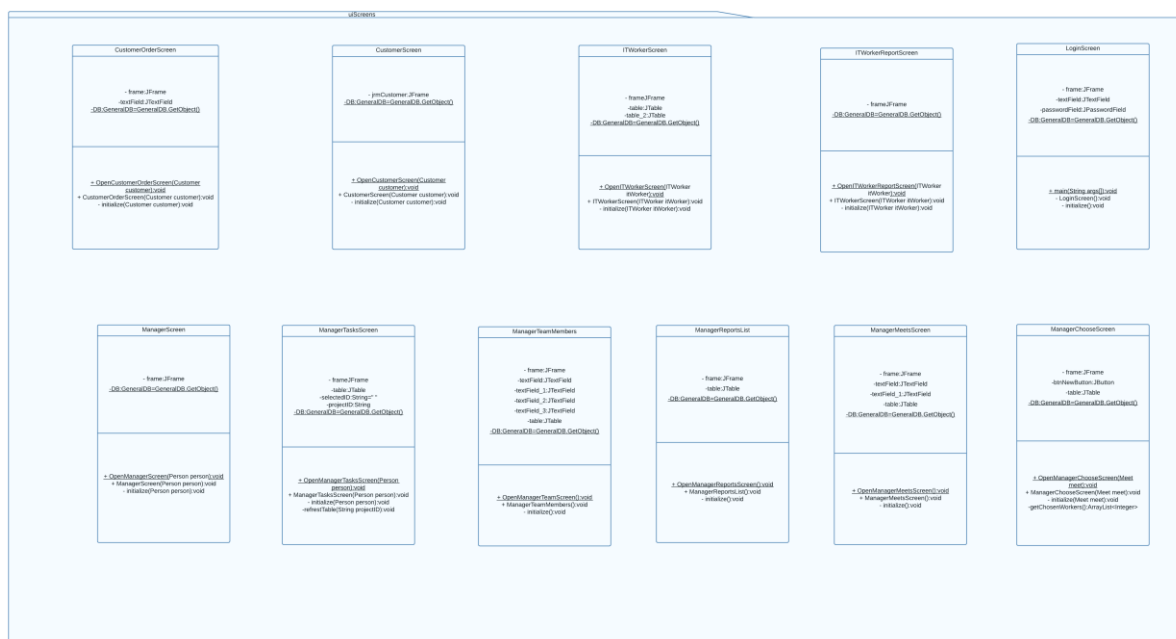 uiScreens
CustomerOrderScreen
- frame:JFrame
-textField:JTextField
-DB:GeneralDB=GeneralDB.GetObject()
+ OpenCustomerOrderScreen(Customer
customer):void
+ CustomerOrderScreen(Customer customer):void
- initialize(Customer customer):void
CustomerScreen
- jrmCustomer:JFrame
-DB:GeneralDB=GeneralDB.GetObject()
+ OpenCustomerScreen(Customer
customer):void
+ CustomerScreen(Customer customer):void
- initialize(Customer customer):void
ITWorkerScreen
- frameJFrame
-table:JTable
-table_2:JTable
-DB:GeneralDB=GeneralDB.GetObject()
+ OpenITWorkerScreen(ITWorker
itWorker):void
+ ITWorkerScreen(ITWorker itWorker):void
- initialize(ITWorker itWorker):void
ITWorkerReportScreen
- frameJFrame
-DB:GeneralDB=GeneralDB.GetObject()
+ OpenITWorkerReportScreen(ITWorker
itWorker):void
+ ITWorkerScreen(ITWorker itWorker):void
- initialize(ITWorker itWorker):void
LoginScreen
- frame:JFrame
-textField:JTextField
-passwordField:JPasswordField
-DB:GeneralDB=GeneralDB.GetObject()
+ main(String args[]):void
- LoginScreen():void
- initialize():void
ManagerScreen
- frame:JFrame
-DB:GeneralDB=GeneralDB.GetObject()
+ OpenManagerScreen(Person person):void
+ ManagerScreen(Person person):void
- initialize(Person person):void
ManagerTasksScreen
- frameJFrame
-table:JTable
-selectedID:String=" "
-projectID:String
-DB:GeneralDB=GeneralDB.GetObject()
+ OpenManagerTasksScreen(Person
person):void
+ ManagerTasksScreen(Person person):void
- initialize(Person person):void
-refrestTable(String projectID):void
ManagerTeamMembers
- frame:JFrame
-textField:JTextField
-textField_1:JTextField
-textField_2:JTextField
-textField_3:JTextField
-table:JTable
-DB:GeneralDB=GeneralDB.GetObject()
+ OpenManagerTeamScreen():void
+ ManagerTeamMembers():void
- initialize():void
ManagerReportsList
- frame:JFrame
-table:JTable
-DB:GeneralDB=GeneralDB.GetObject()
+ OpenManagerReportsScreen():void
+ ManagerReportsList():void
- initialize():void
ManagerMeetsScreen
- frame:JFrame
-textField:JTextField
-textField_1:JTextField
-table:JTable
-DB:GeneralDB=GeneralDB.GetObject()
+ OpenManagerMeetsScreen():void
+ ManagerMeetsScreen():void
- initialize():void
ManagerChooseScreen
- frame:JFrame
-btnNewButton:JButton
-table:JTable
-DB:GeneralDB=GeneralDB.GetObject()
+ OpenManagerChooseScreen(Meet
meet):void
+ ManagerChooseScreen(Meet meet):void
- initialize(Meet meet):void
-getChosenWorkers():ArrayList<Integer>